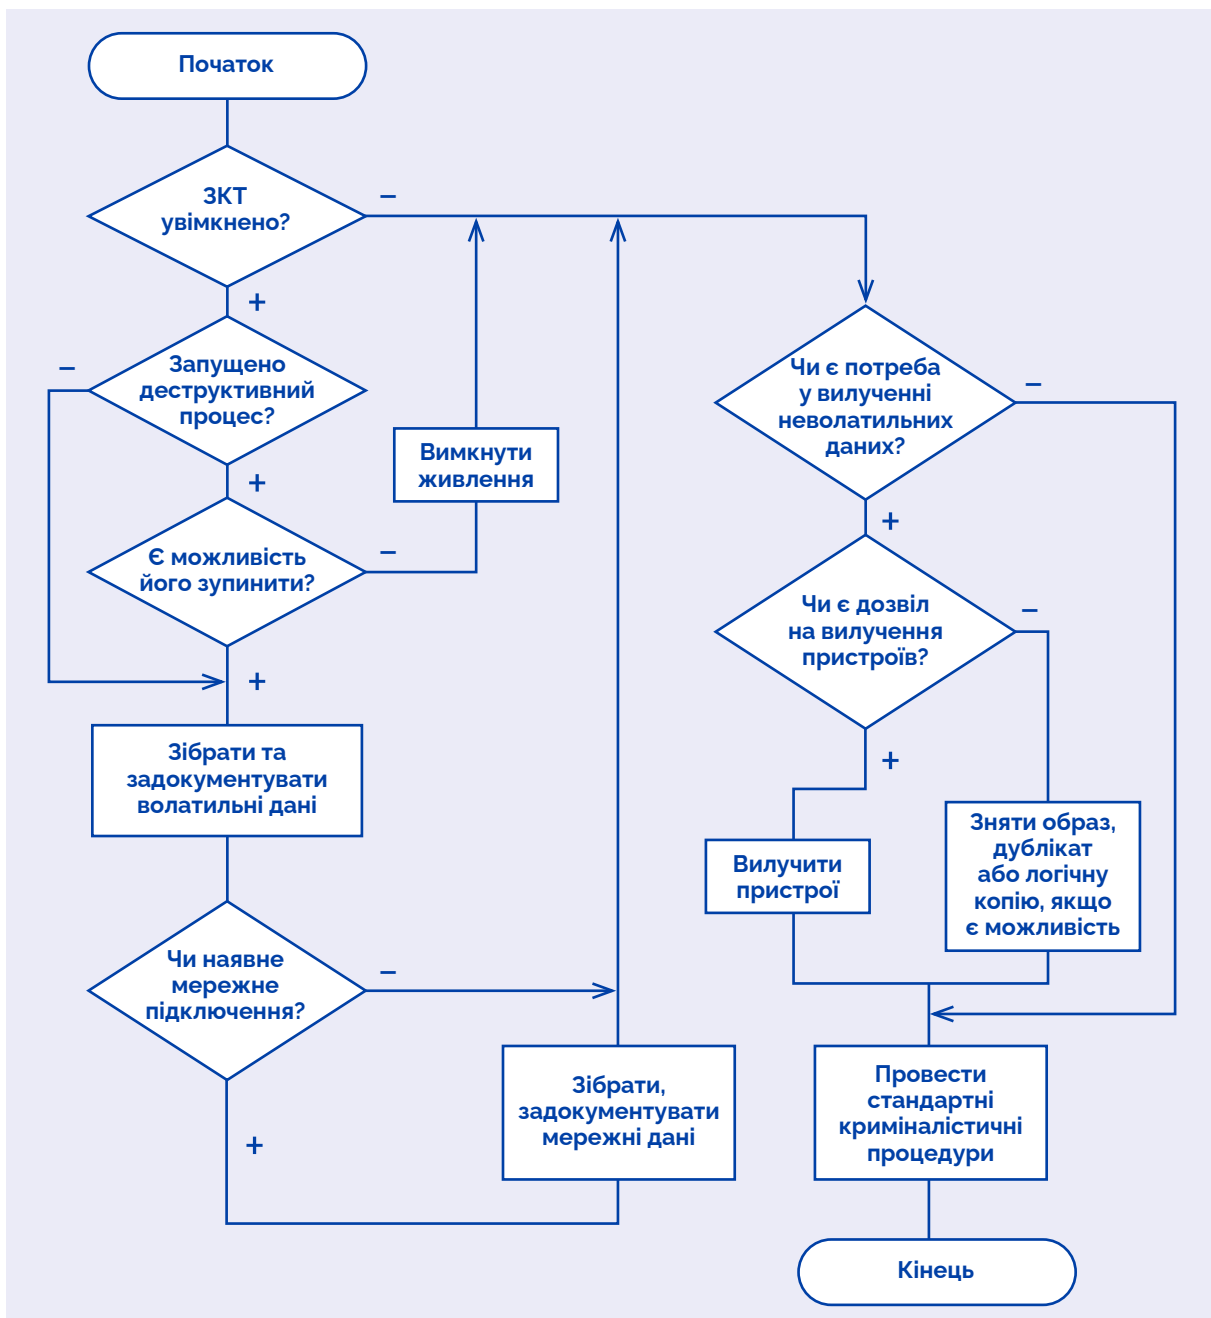 Початок
ЗКТ
увімкнено?
–
+
Запущено
деструктивний
процес?
–
+
Є можливість
його зупинити?
–
+
Вимкнути
живлення
Зібрати та
задокументувати
волатильні дані
Чи наявне
мережне
підключення?
–
+
Зібрати,
задокументувати
мережні дані
Чи є потреба
у вилученні
неволатильних
даних?
–
+
Чи є дозвіл
на вилучення
пристроїв?
–
+
Вилучити
пристрої
Зняти образ,
дублікат
або логічну
копію, якщо
є можливість
Провести
стандартні
криміналістичні
процедури
Кінець